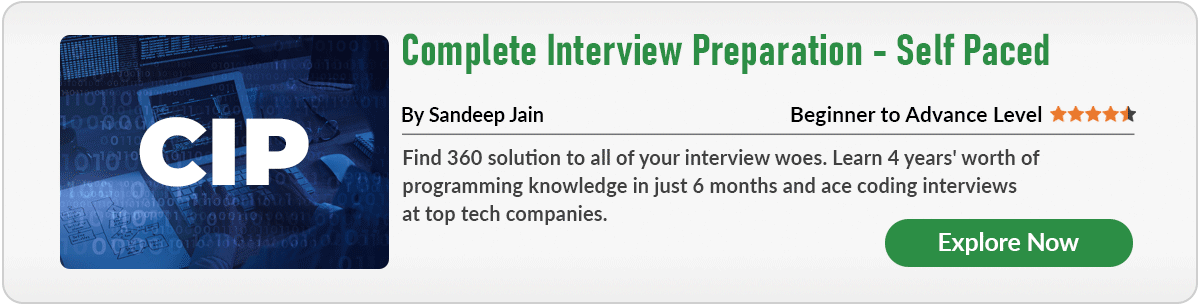 CIP
Complete Interview Preparation - Self Paced
By Sandeep Jain
Beginner to Advance Level
Find 360 solution to all of your interview woes. Learn 4 years' worth of
programming knowledge in just 6 months and ace coding interviews
at top tech companies.
Explore Now